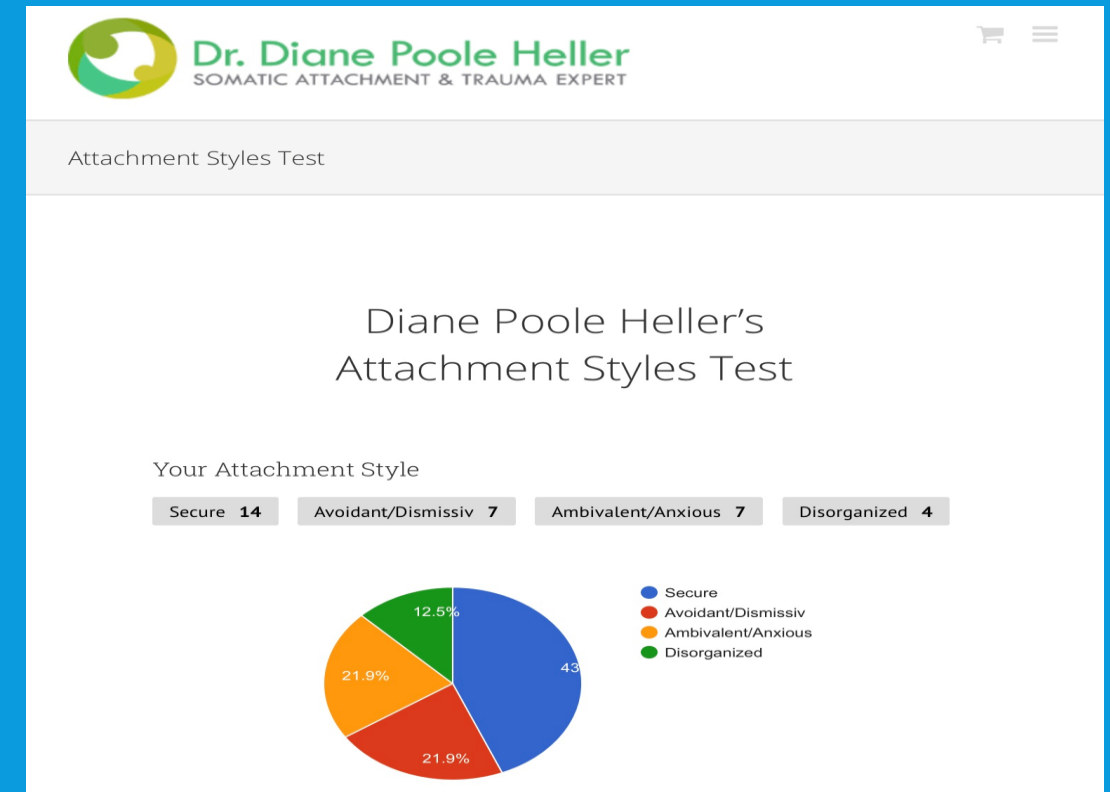 Dr. Diane Poole Heller
SOMATIC ATTACHMENT & TRAUMA EXPERT
Attachment Styles Test
Diane Poole Heller’s
Attachment Styles Test
Your Attachment Style
Secure 14 Avoidant/Dismissiv 7 Ambivalent/Anxious 7 Disorganized 4
12.5%
43
21.9%
21.9%
Secure
Avoidant/Dismissiv
Ambivalent/Anxious
Disorganized